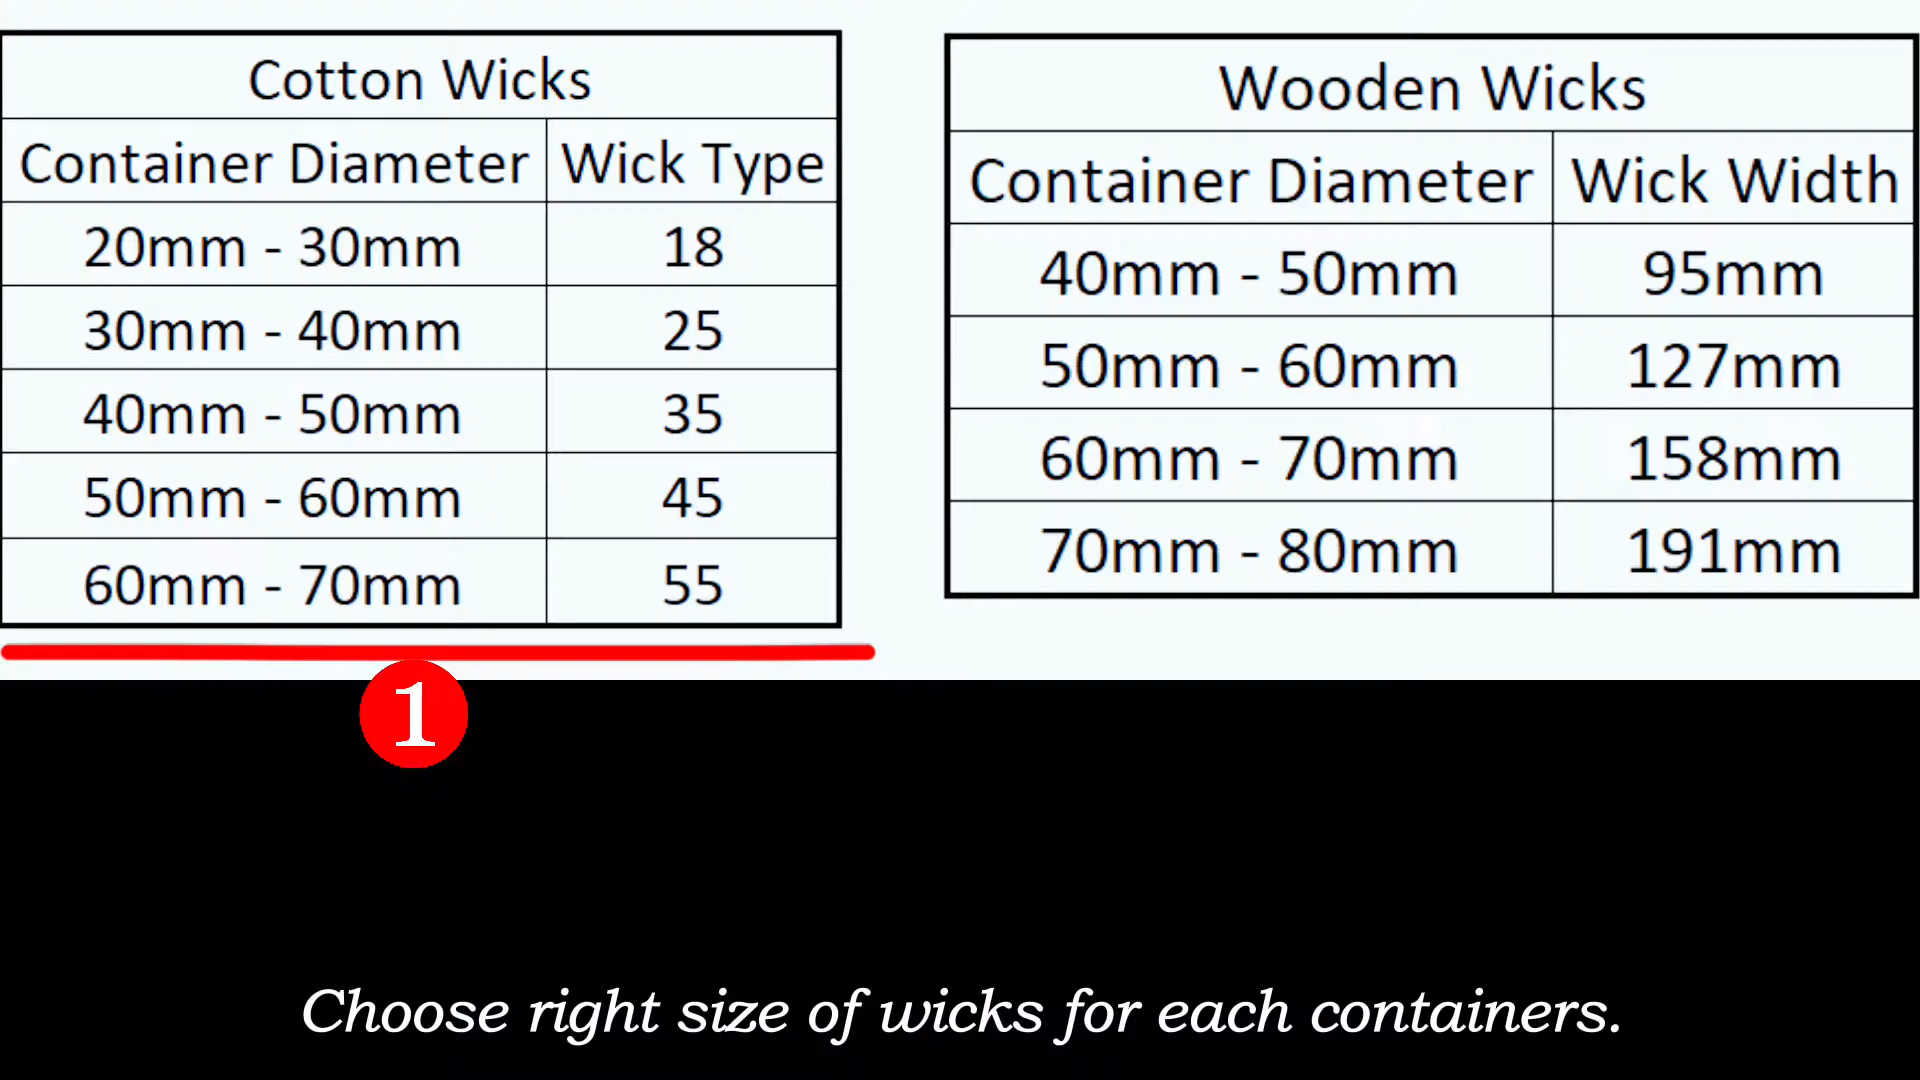 Cotton Wicks
Container Diameter Wick Type
20mm - 30mm 18
30mm - 40mm 25
40mm - 50mm 35
50mm - 60mm 45
60mm - 70mm 55
Wooden Wicks
Container Diameter Wick Width
40mm - 50mm 95mm
50mm - 60mm 127mm
60mm - 70mm 158mm
70mm - 80mm 191mm
1
Choose right size of wicks for each containers.